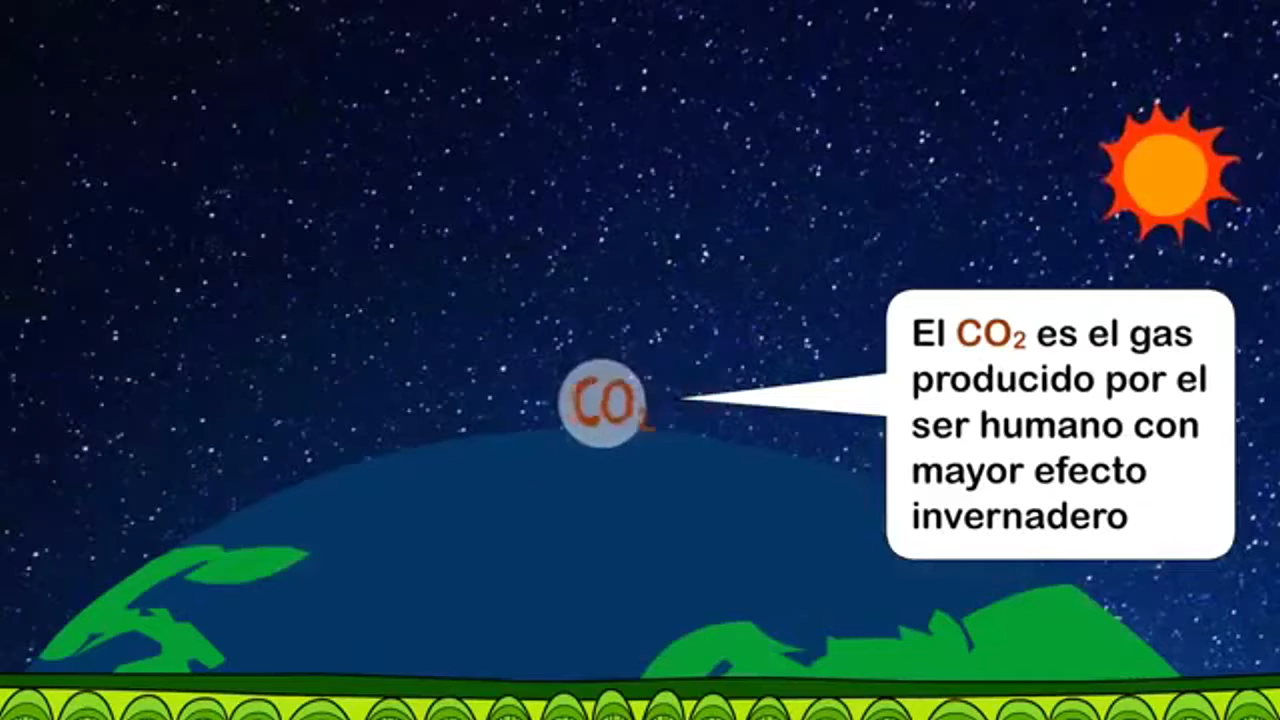 CO₂
El CO₂ es el gas
producido por el
ser humano con
mayor efecto
invernadero